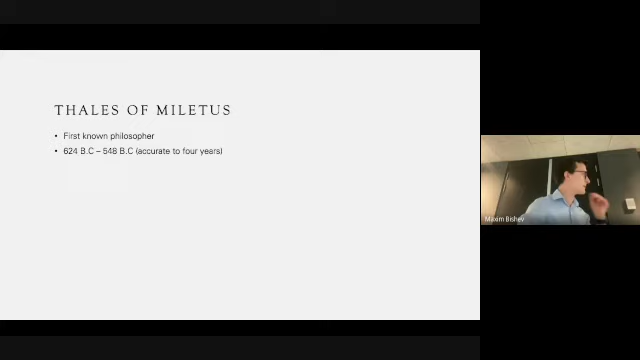 THALES OF MILETUS
• First known philosopher
• 624 B.C – 548 B.C (accurate to four years)
Maxim Bishev